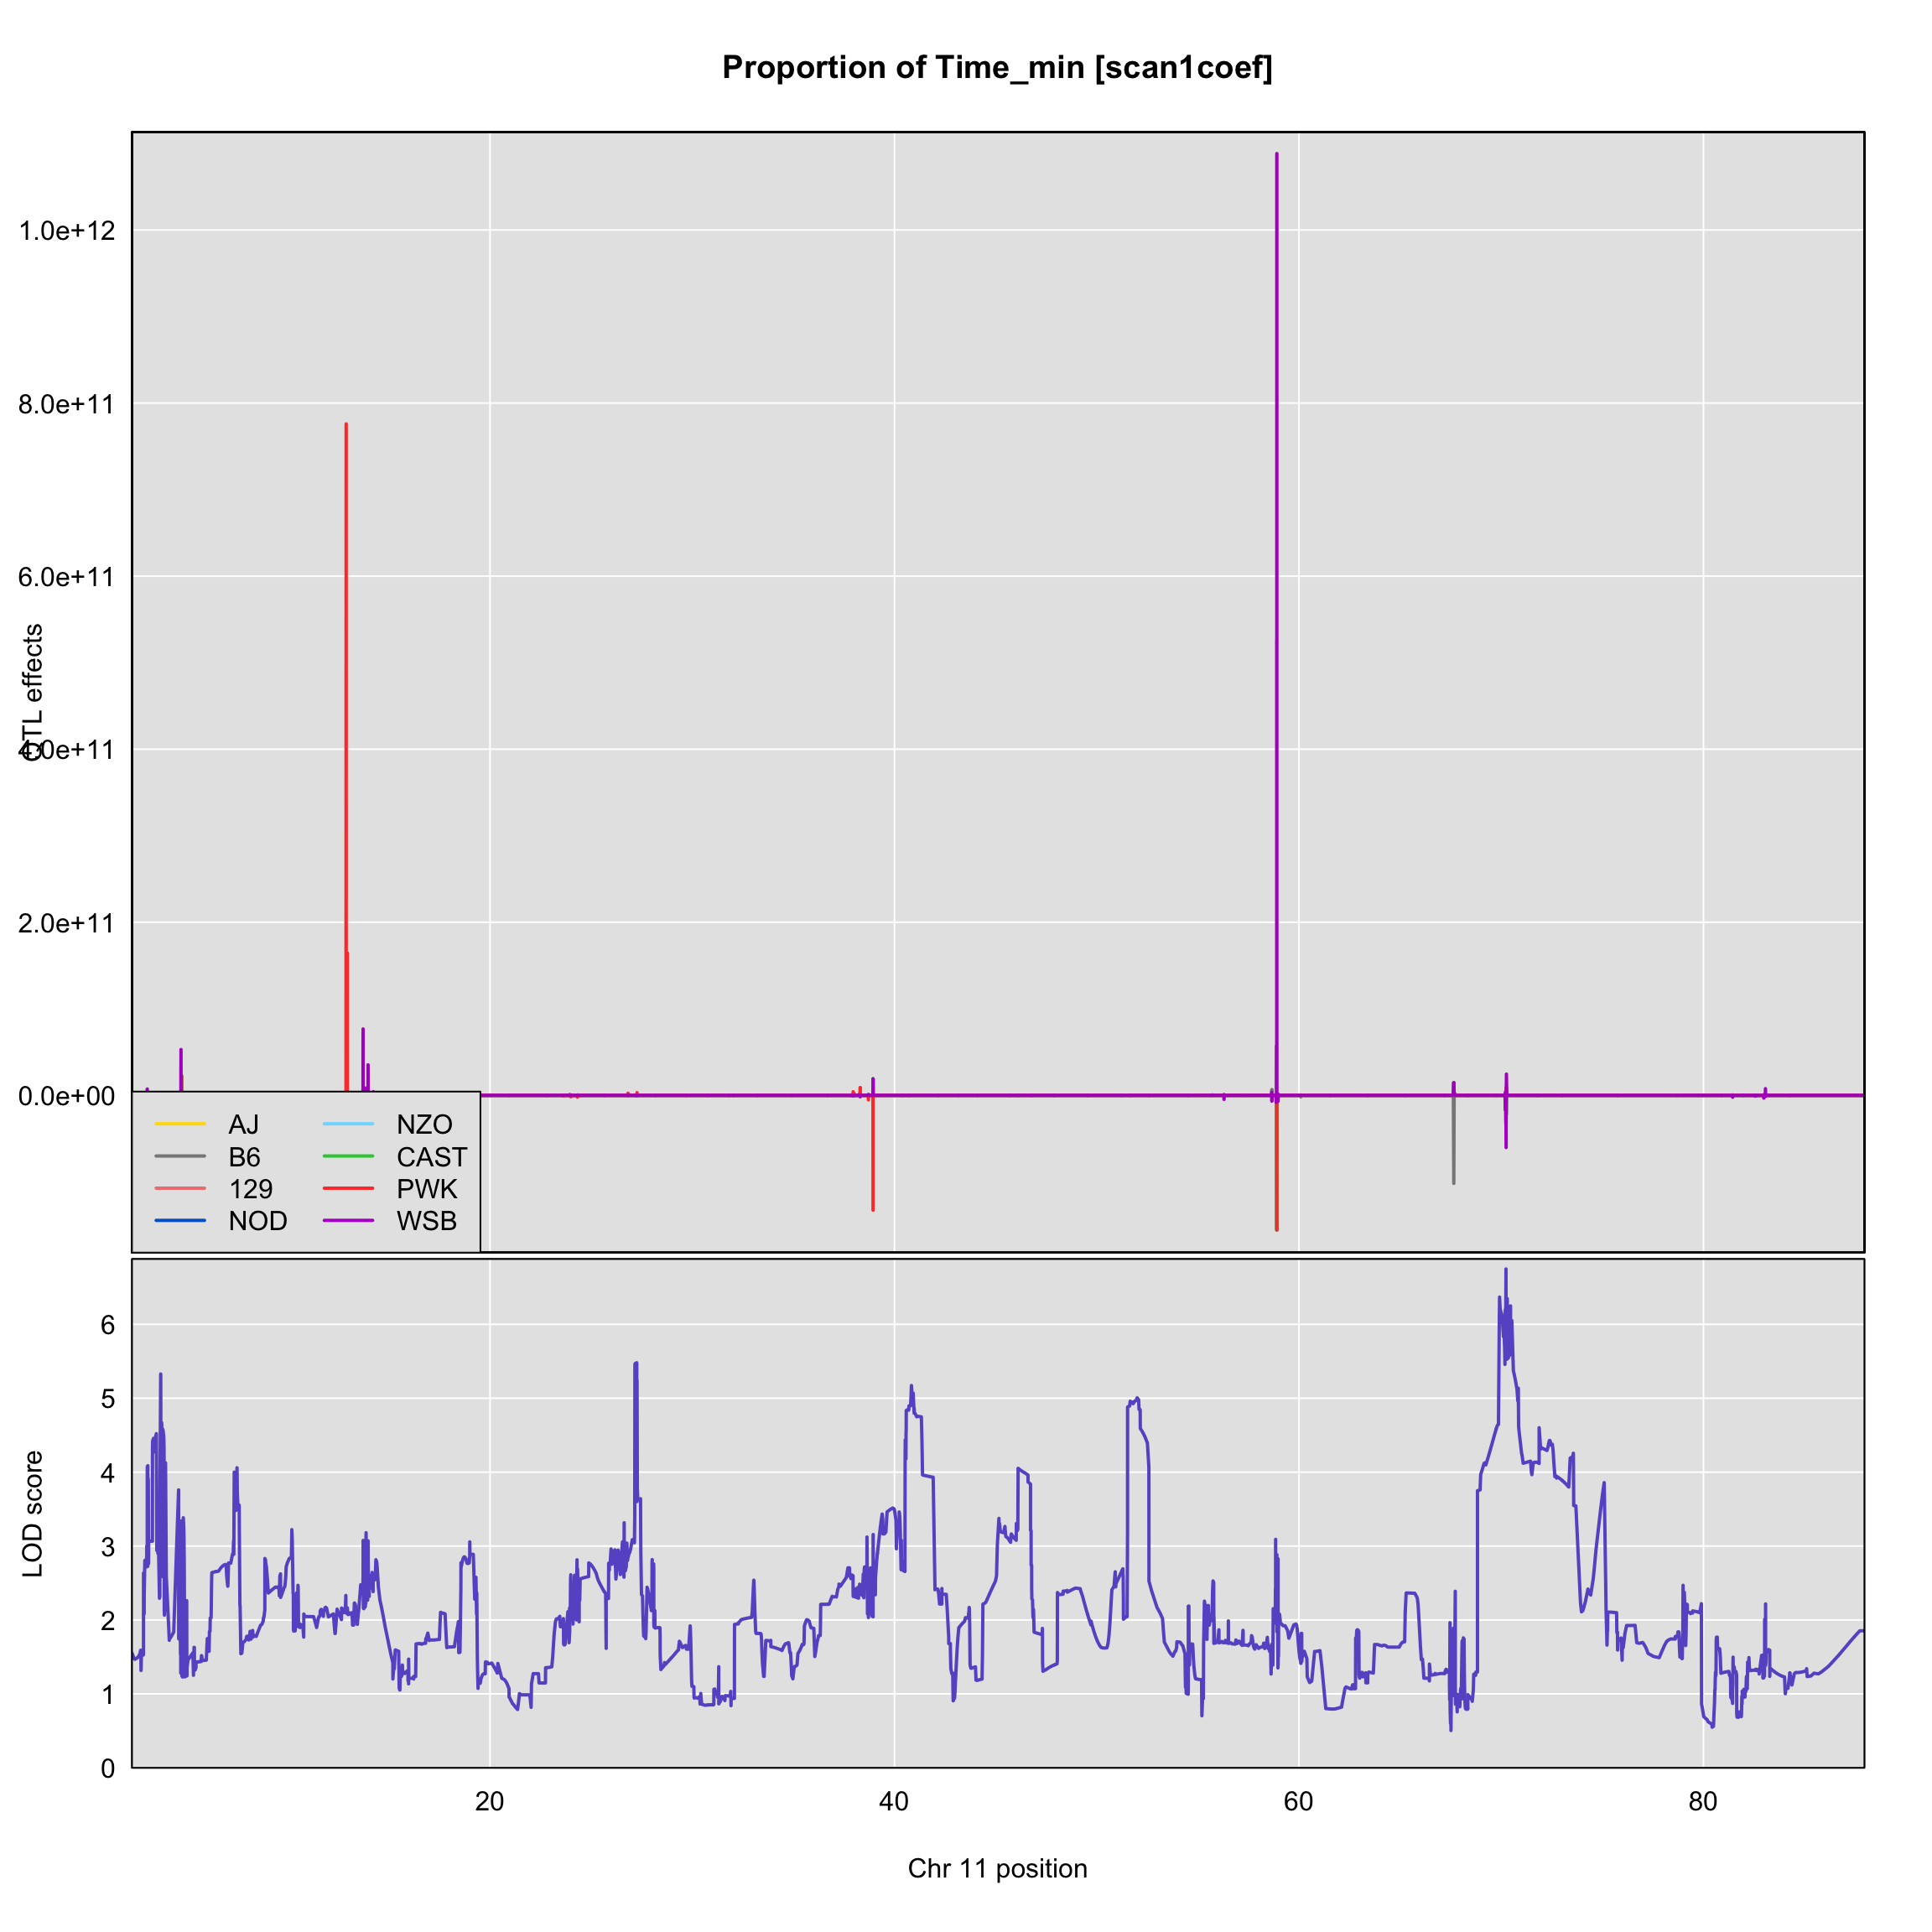 Proportion of Time_min [scan1coef]
1.0e+12
8.0e+11
6.0e+11
QTL effects
4.0e+11
2.0e+11
0.0e+00
AJ NZO
B6 CAST
129 PWK
NOD WSB
6
5
4
3
2
1
0
LOD score
20 40 60 80
Chr 11 position